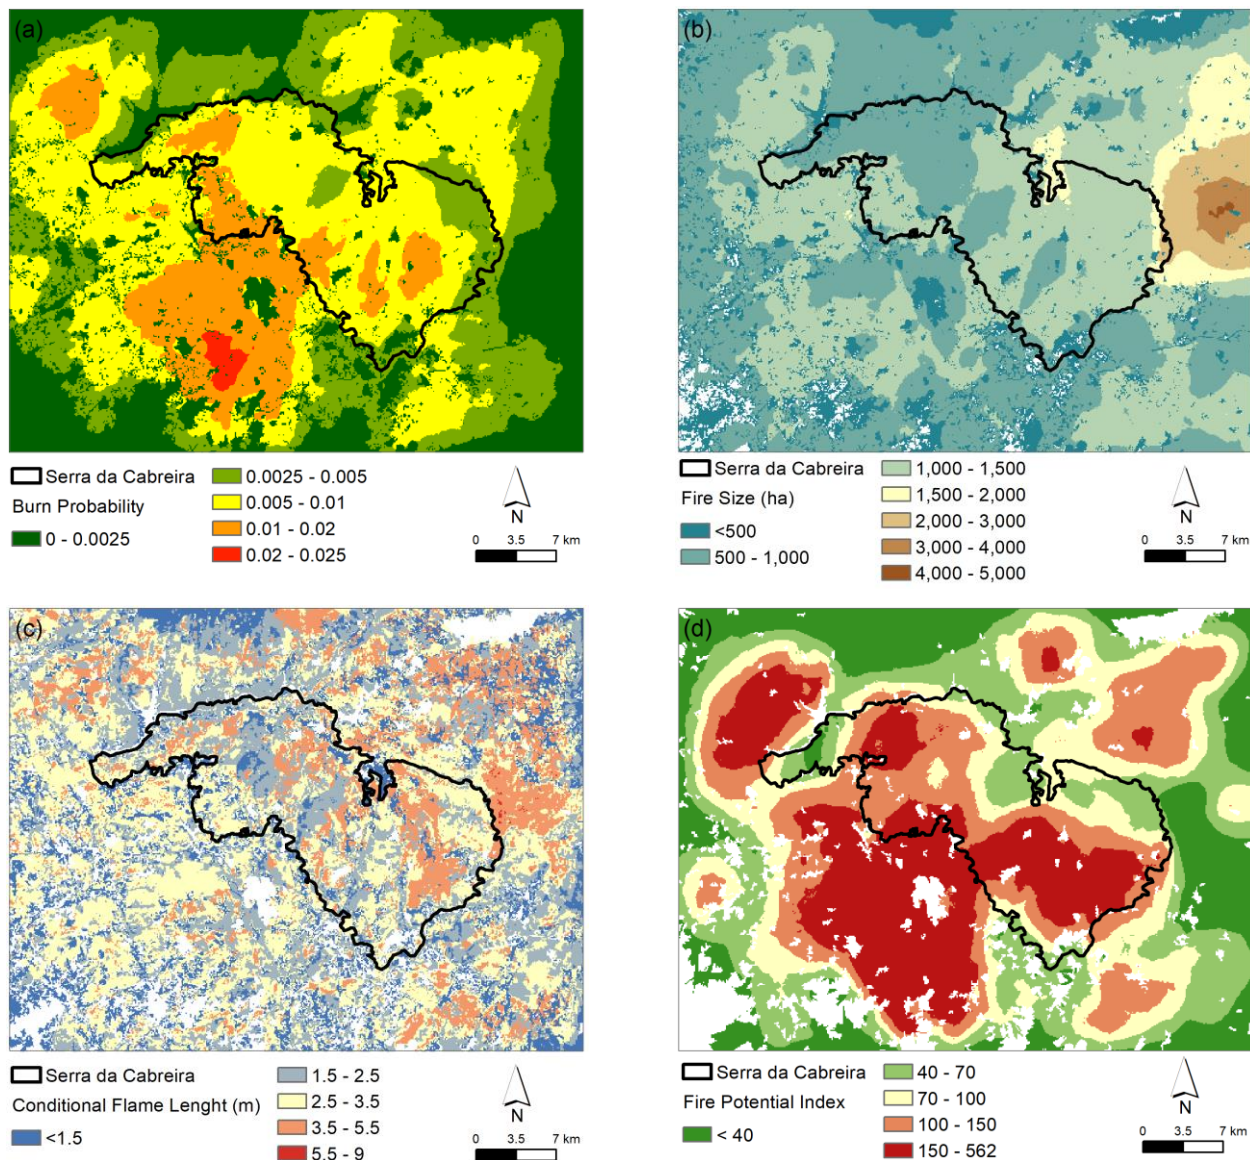 (a)
Serra da Cabreira
Burn Probability
0 - 0.0025
0.0025 - 0.005
0.005 - 0.01
0.01 - 0.02
0.02 - 0.025
N
0 3.5 7 km
(b)
Serra da Cabreira
Fire Size (ha)
<500
500 - 1,000
1,000 - 1,500
1,500 - 2,000
2,000 - 3,000
3,000 - 4,000
4,000 - 5,000
N
0 3.5 7 km
(c)
Serra da Cabreira
Conditional Flame Lenght (m)
<1.5
1.5 - 2.5
2.5 - 3.5
3.5 - 5.5
5.5 - 9
N
0 3.5 7 km
(d)
Serra da Cabreira
Fire Potential Index
< 40
40 - 70
70 - 100
100 - 150
150 - 562
N
0 3.5 7 km